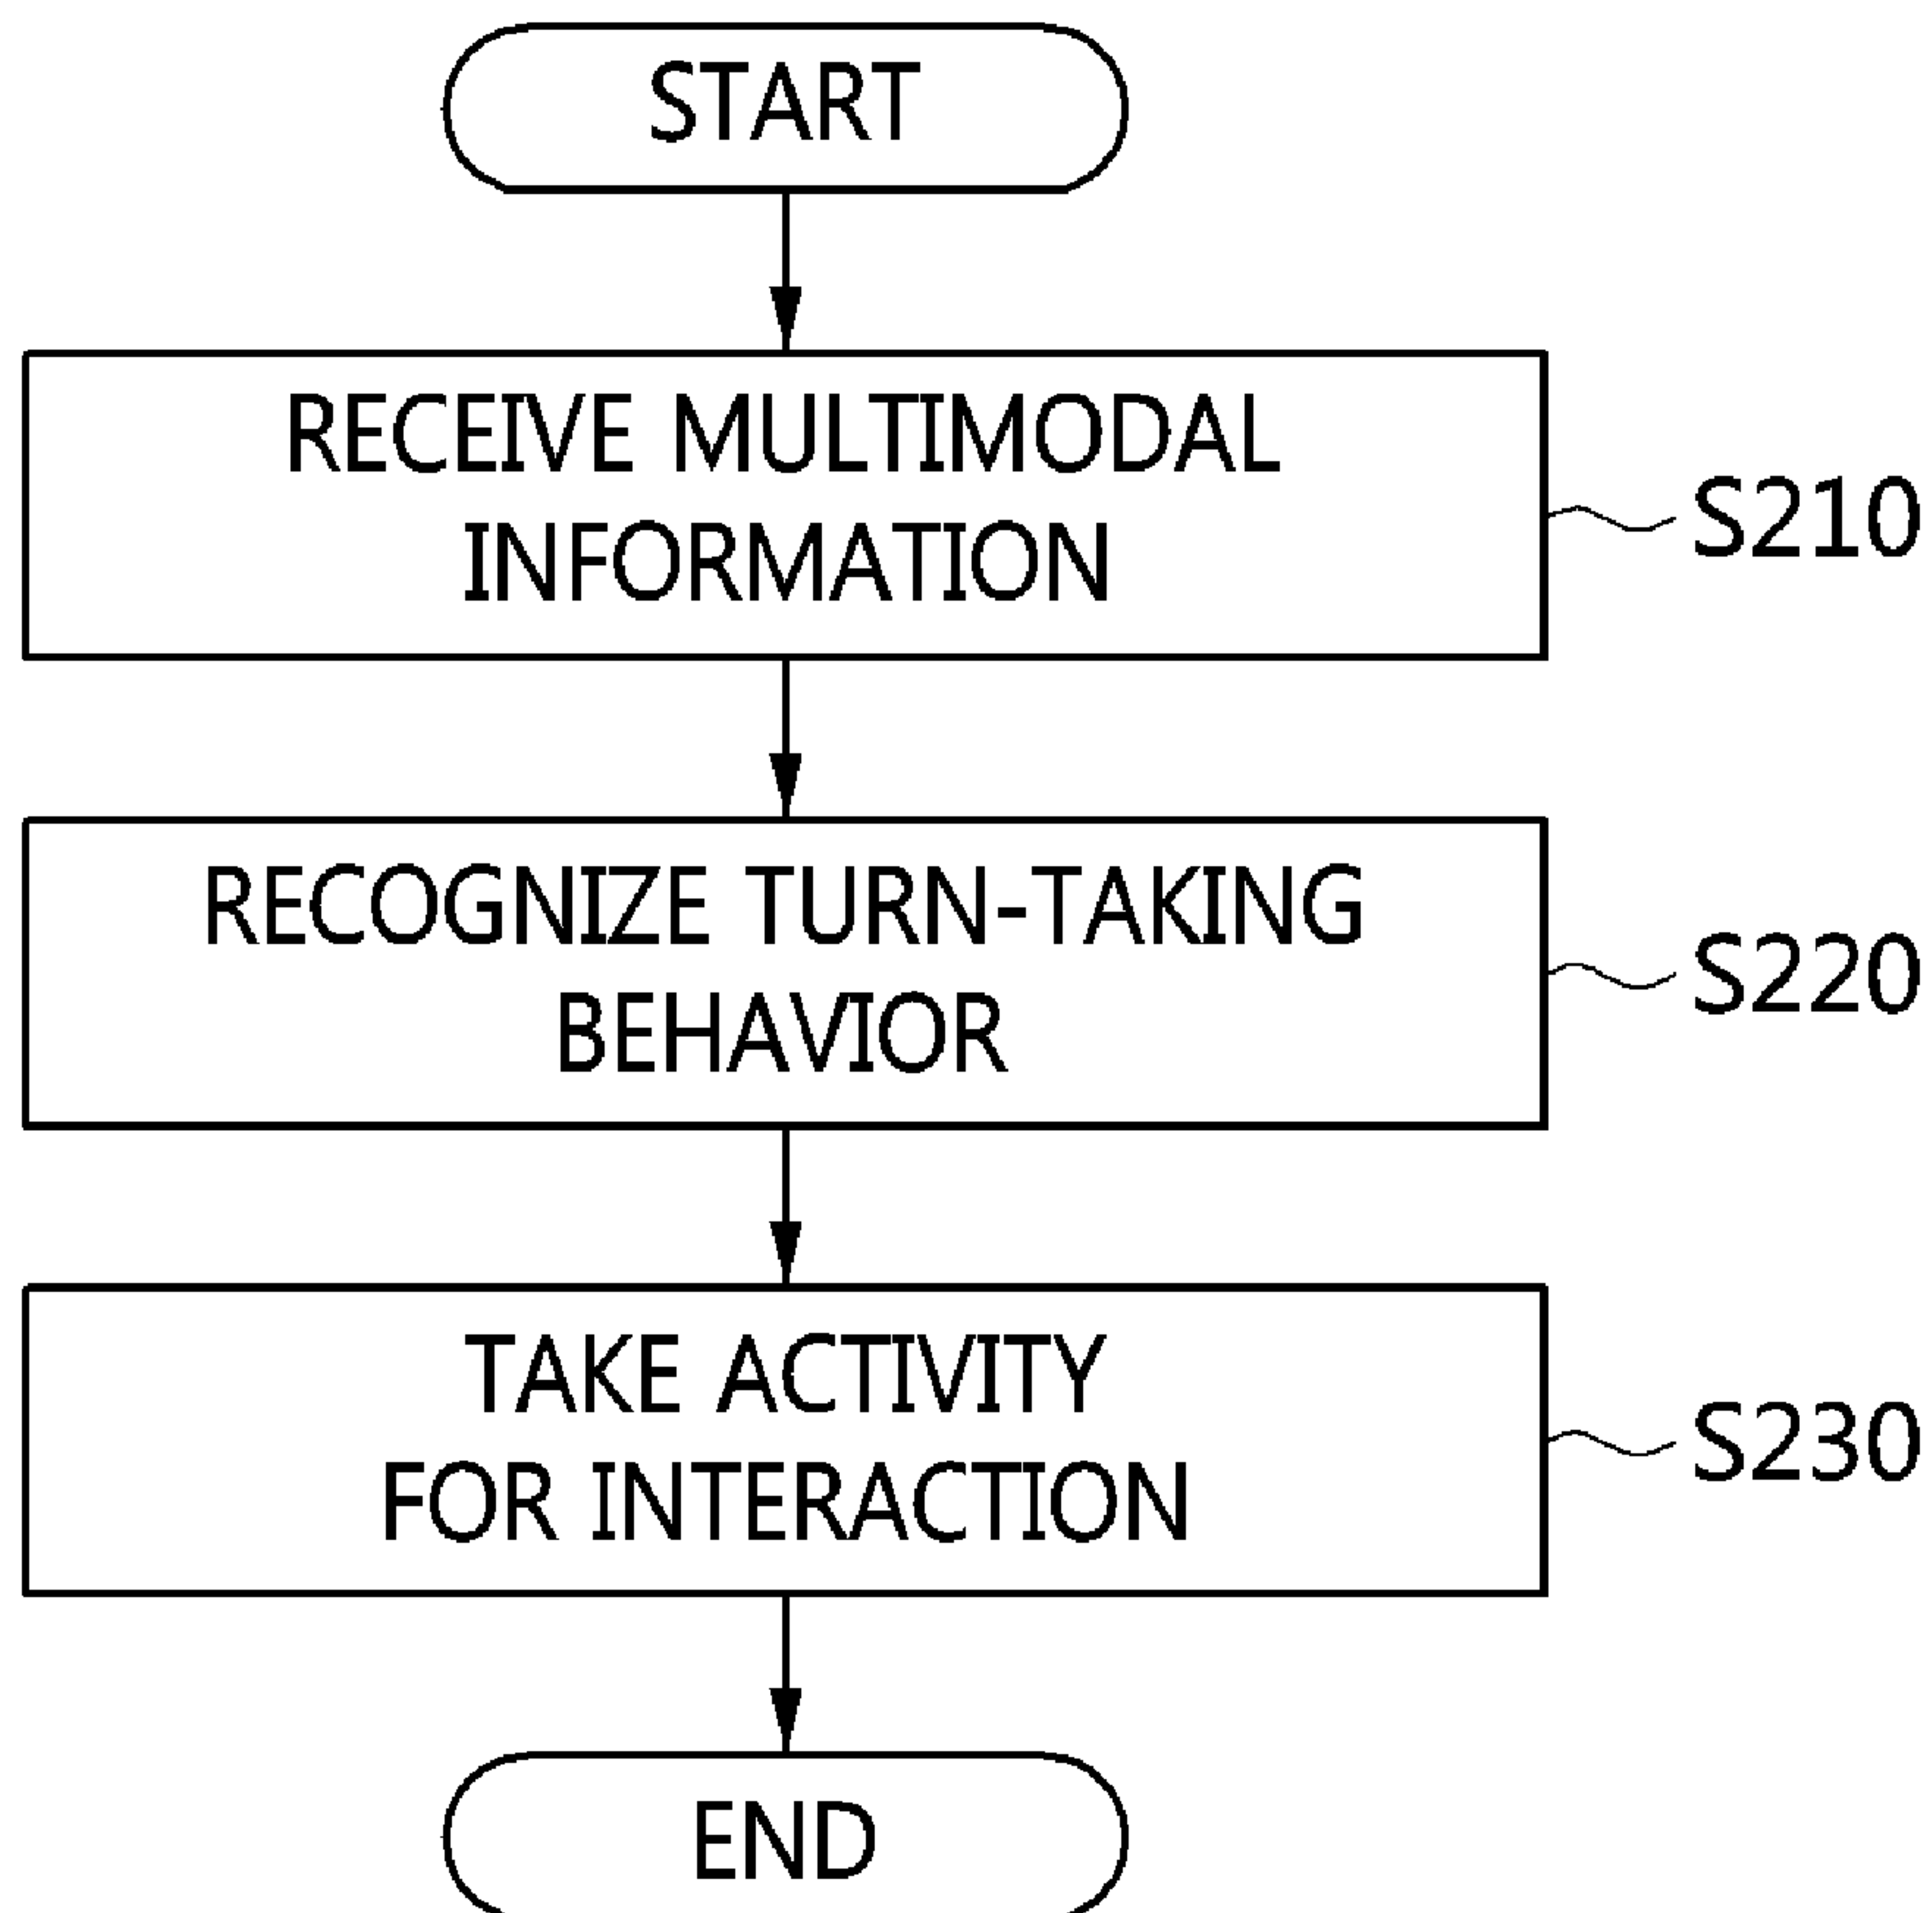 START
RECEIVE MULTIMODAL
INFORMATION
S210
RECOGNIZE TURN-TAKING
BEHAVIOR
S220
TAKE ACTIVITY
FOR INTERACTION
S230
END